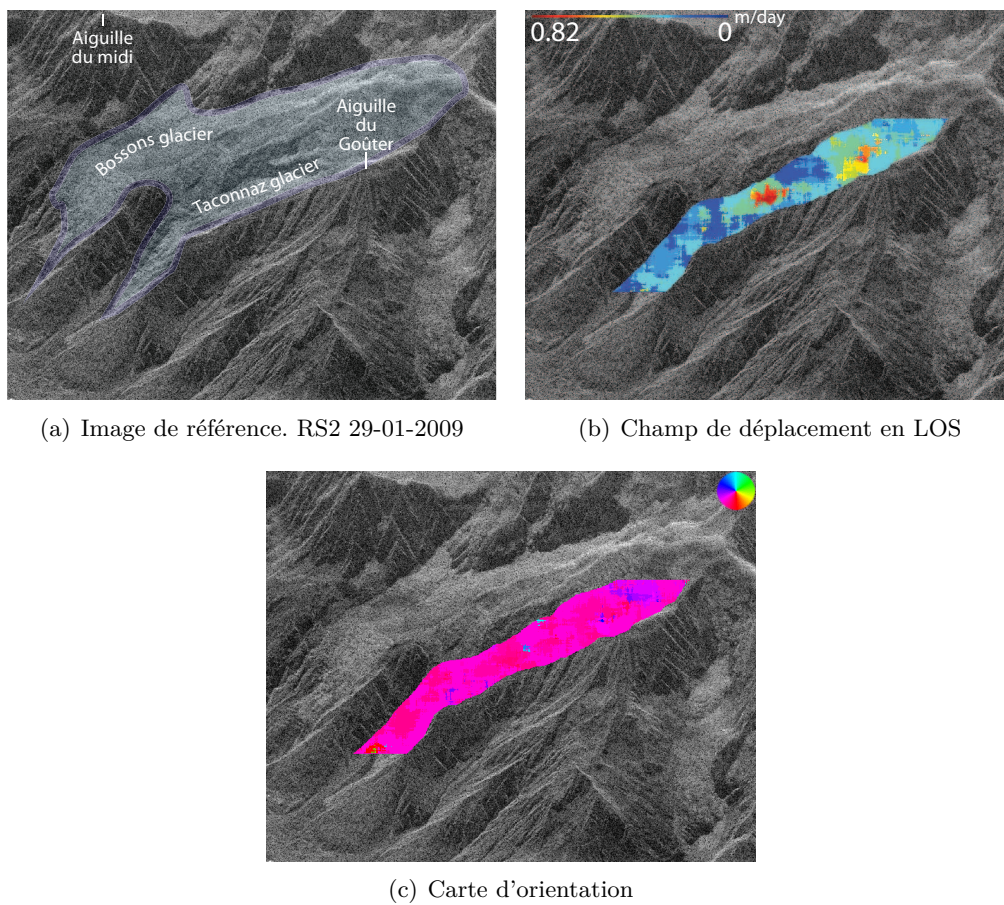 Aiguille
du midi
Bossons glacier
Aiguille
du
Goûter
Taconnaz glacier
0.82 0 m/day
(a) Image de référence. RS2 29-01-2009
(b) Champ de déplacement en LOS
(c) Carte d'orientation